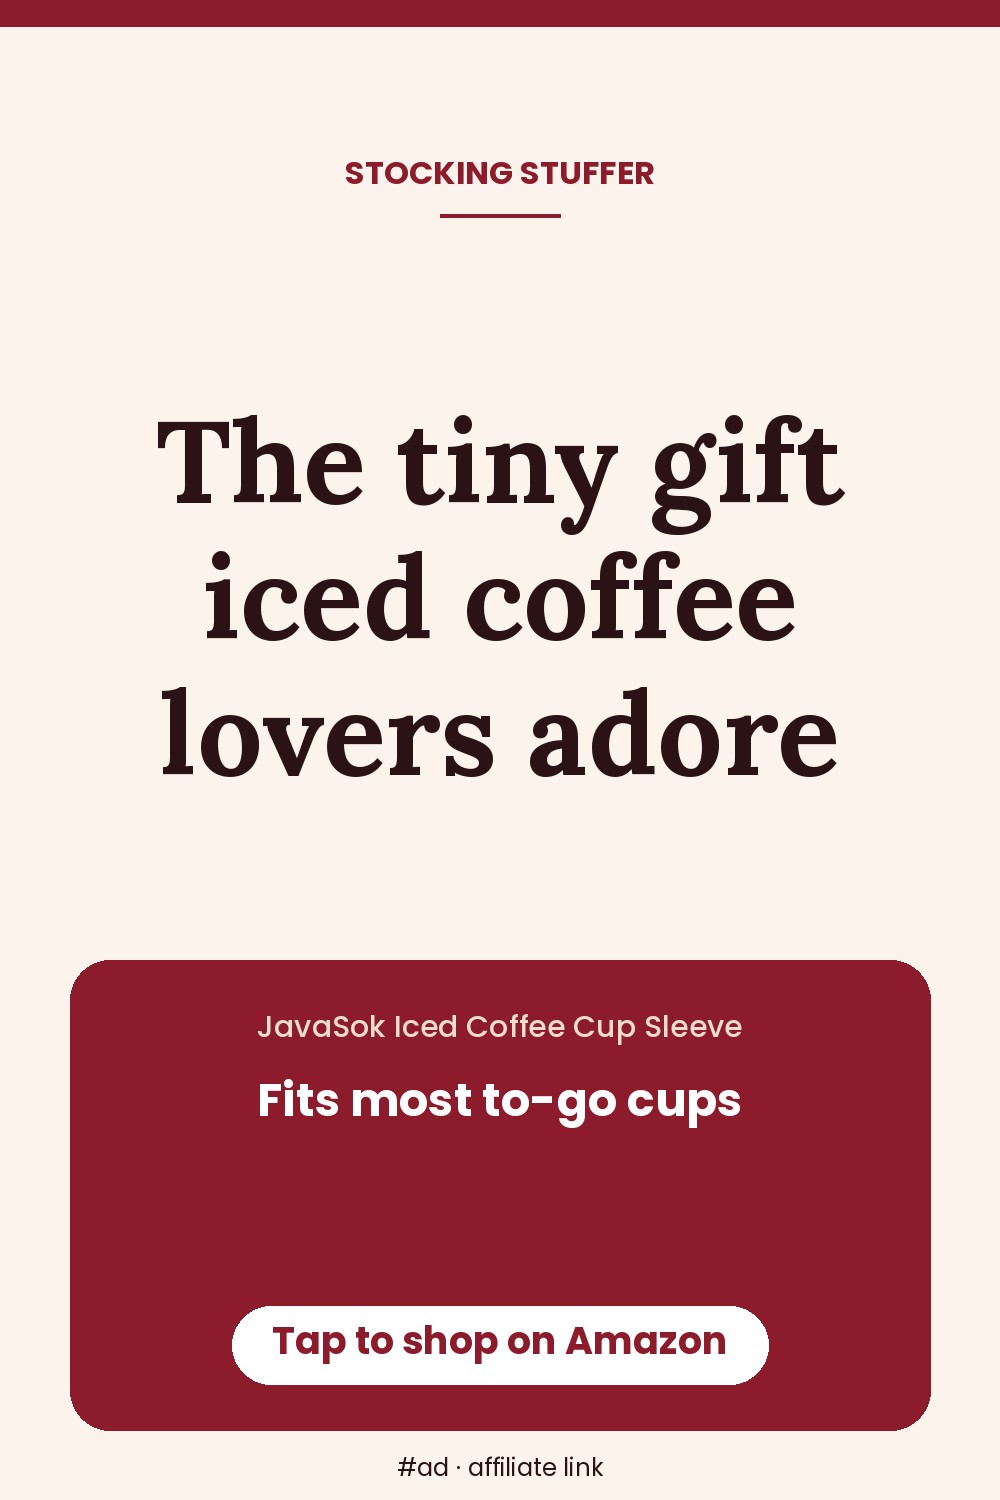 STOCKING STUFFER
The tiny gift
iced coffee
lovers adore
JavaSok Iced Coffee Cup Sleeve
Fits most to-go cups
Tap to shop on Amazon
#ad · affiliate link